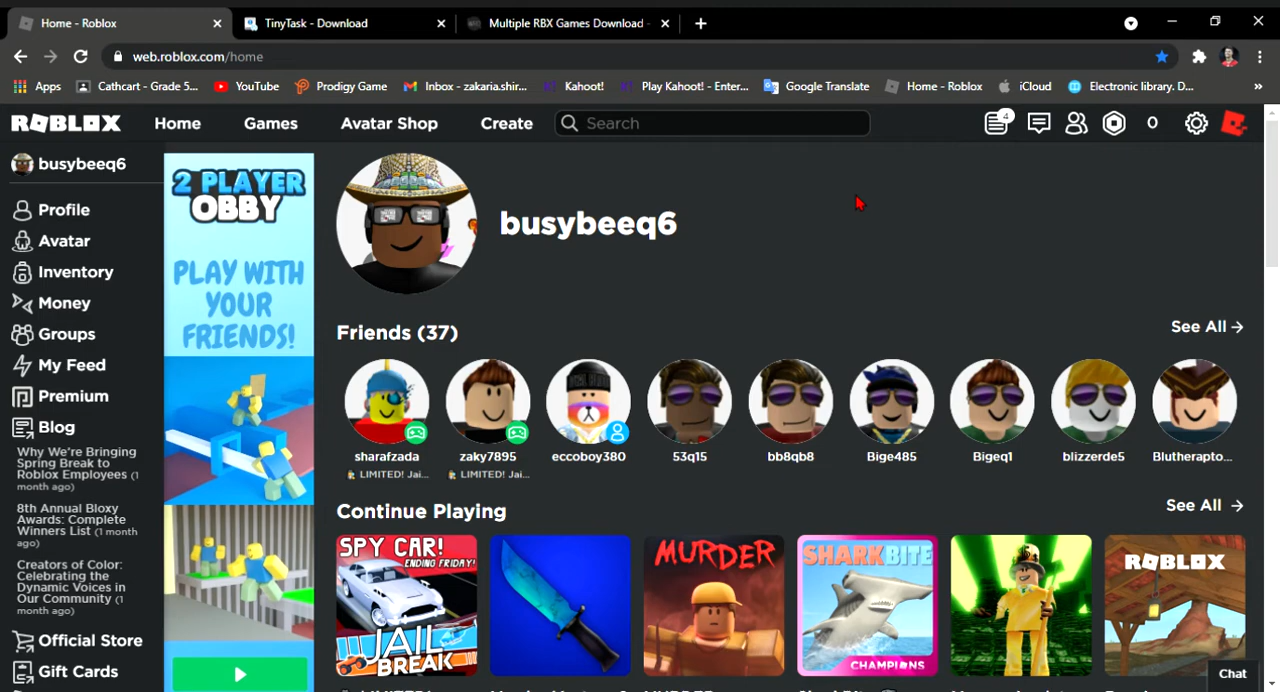 Home - Roblox
TinyTask - Download
Multiple RBX Games Download -
web.roblox.com/home
Apps
Cathcart - Grade 5...
YouTube
Prodigy Game
Inbox - zakaria.shir...
Kahoot!
Play Kahoot! - Enter...
Google Translate
Home - Roblox
iCloud
Electronic library. D...
»
ROBLOX
Home
Games
Avatar Shop
Create
Search
4
0
busybeeq6
Profile
Avatar
Inventory
Money
Groups
My Feed
Premium
Blog
Why We're Bringing
Spring Break to
Roblox Employees (1
month ago)
8th Annual Bloxy
Awards: Complete
Winners List (1 month
ago)
Creators of Color:
Celebrating the
Dynamic Voices in
Our Community (1
month ago)
Official Store
Gift Cards
2 PLAYER
OBBY
PLAY WITH
YOUR
FRIENDS!
busybeeq6
Friends (37)
See All →
sharafzada
LIMITED! Jai...
zaky7895
LIMITED! Jai...
eccoboy380
53q15
bb8qb8
Bige485
Bigeq1
blizzerde5
Blutherapto...
Continue Playing
See All →
SPY CAR!
ENDING FRIDAY!
JAIL
BREAK
MURDER
SHARKBITE
CHAMPIONS
ROBLOX
Chat